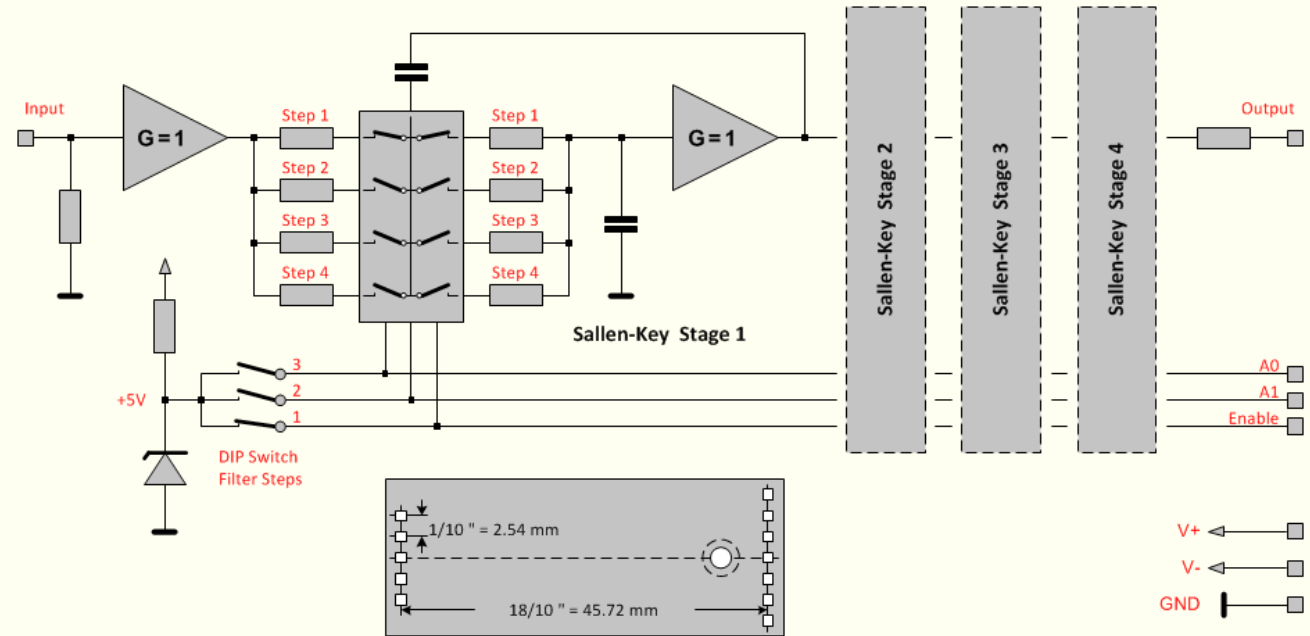 Input
G=1
Step 1
Step 2
Step 3
Step 4
Step 1
Step 2
Step 3
Step 4
G=1
Sallen-Key Stage 1
Sallen-Key Stage 2
Sallen-Key Stage 3
Sallen-Key Stage 4
Output
+5V
3
2
1
DIP Switch
Filter Steps
A0
A1
Enable
1/10 " = 2.54 mm
18/10 " = 45.72 mm
V+
V-
GND